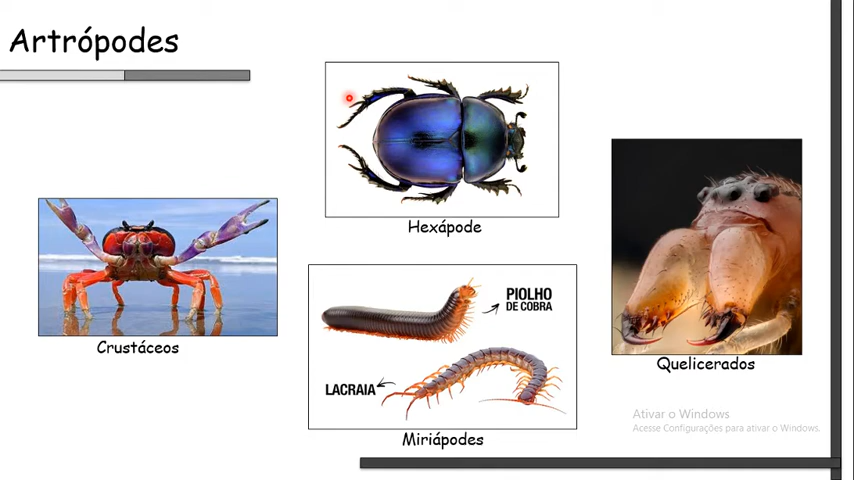 Artrópodes
Hexápode
PIOLHO
DE COBRA
LACRAIA
Crustáceos
Quelicerados
Miriápodes
Ativar o Windows
Acesse Configurações para ativar o Windows.